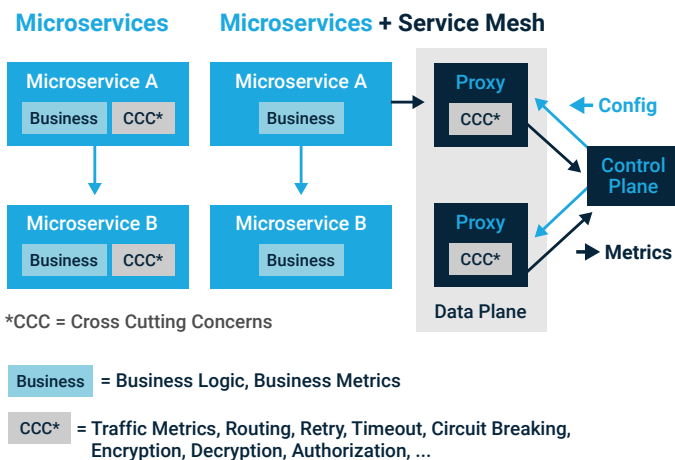 Microservices
Microservices + Service Mesh
Microservice A
Business CCC*
Microservice B
Business CCC*
Microservice A
Business
Microservice B
Business
Proxy
CCC*
Proxy
CCC*
Data Plane
Config
Control
Plane
Metrics
*CCC = Cross Cutting Concerns
Business = Business Logic, Business Metrics
CCC* = Traffic Metrics, Routing, Retry, Timeout, Circuit Breaking,
Encryption, Decryption, Authorization, ...